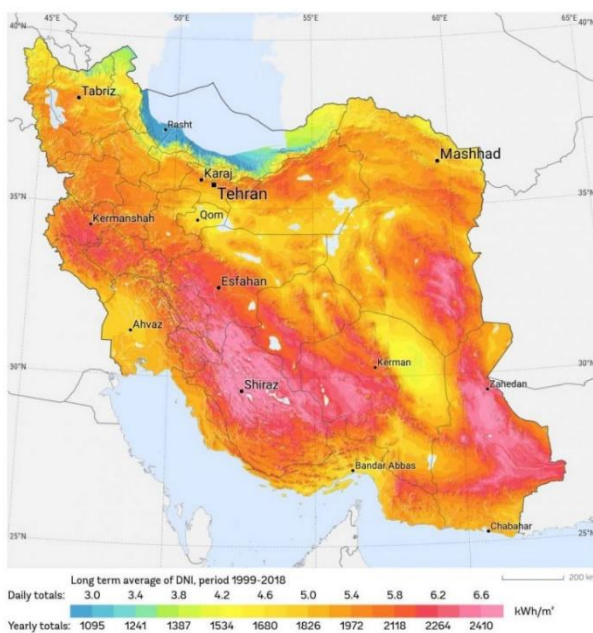 45°E 50°E 55°E 60°E 65°E
40°N 40°N
Tabriz
Rasht
Mashhad
Karaj
Tehran
35°N 35°N
Qom
Kermanshah
Esfahan
Ahvaz
30°N 30°N
Kerman
Shiraz
Zahedan
Bandar Abbas
25°N Chabahar 25°N
Long term average of DNI, period 1999-2018 200 km
Daily totals: 3.0 3.4 3.8 4.2 4.6 5.0 5.4 5.8 6.2 6.6
kWh/m²
Yearly totals: 1095 1241 1387 1534 1680 1826 1972 2118 2264 2410